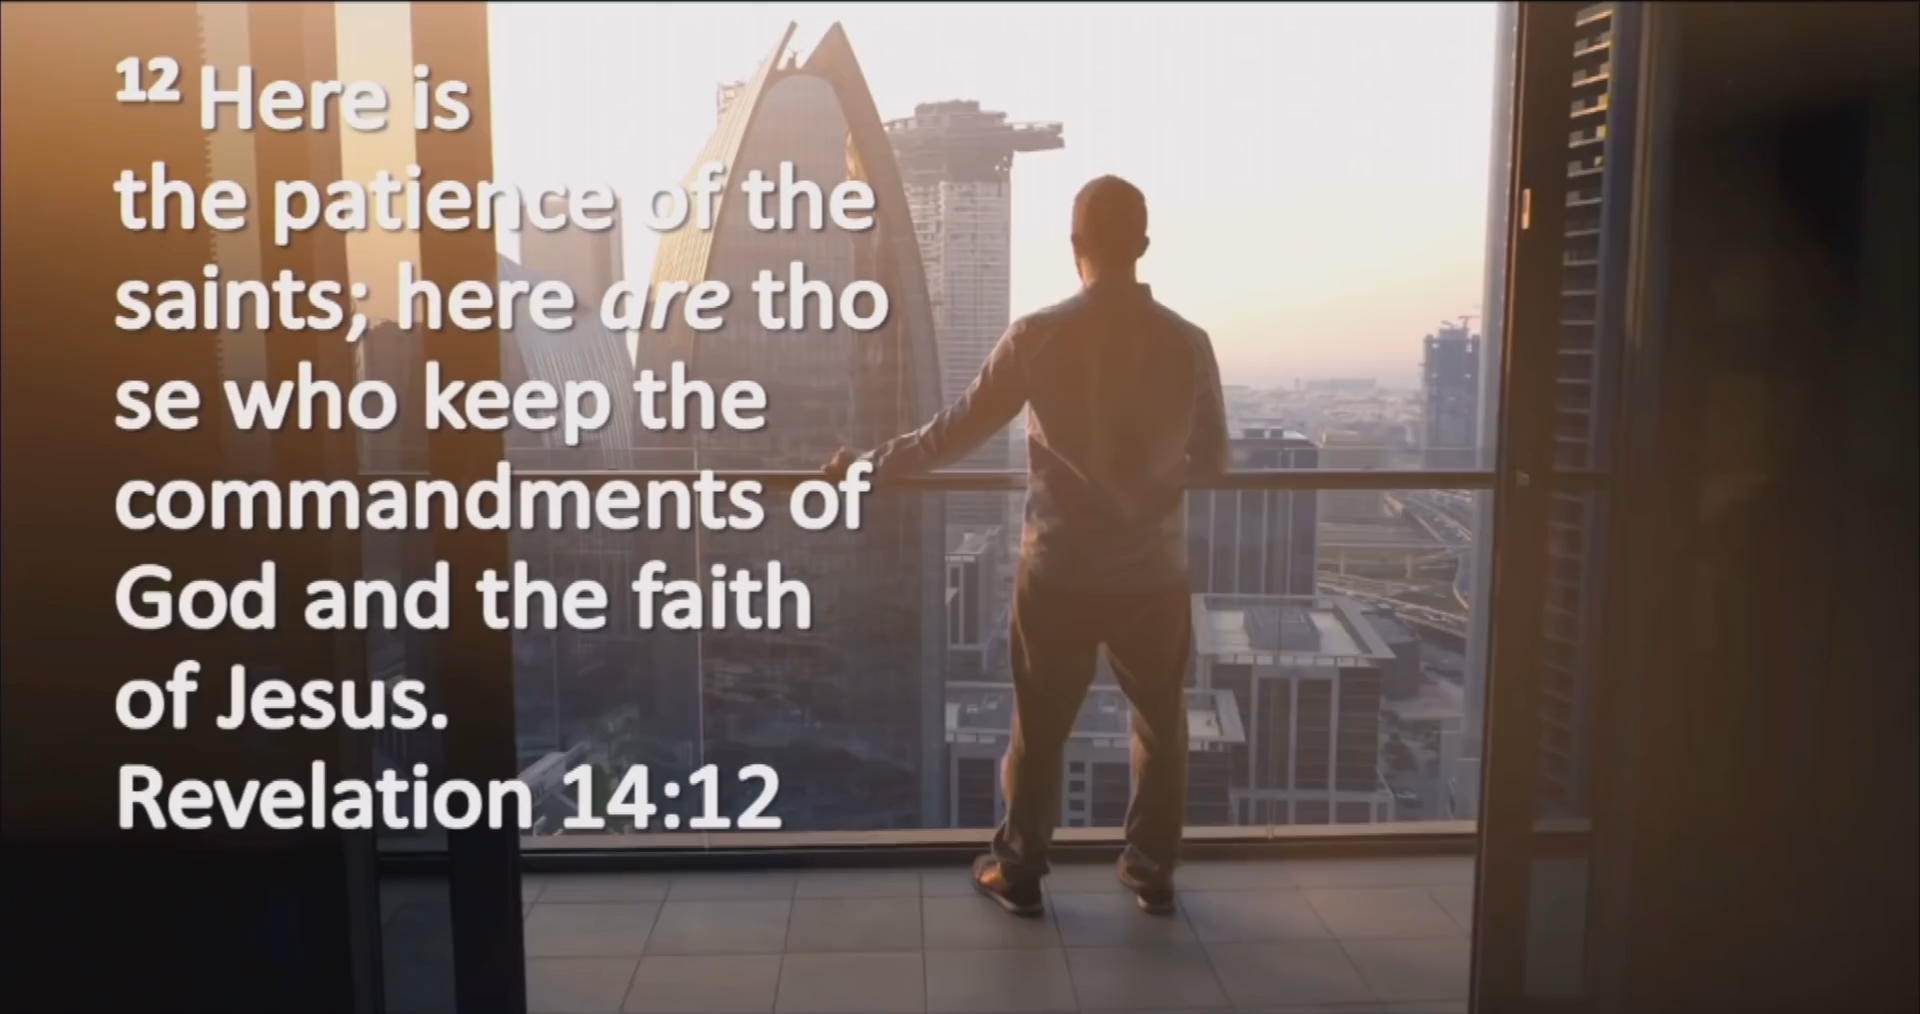 12 Here is
the patience of the
saints; here are tho
se who keep the
commandments of
God and the faith
of Jesus.
Revelation 14:12